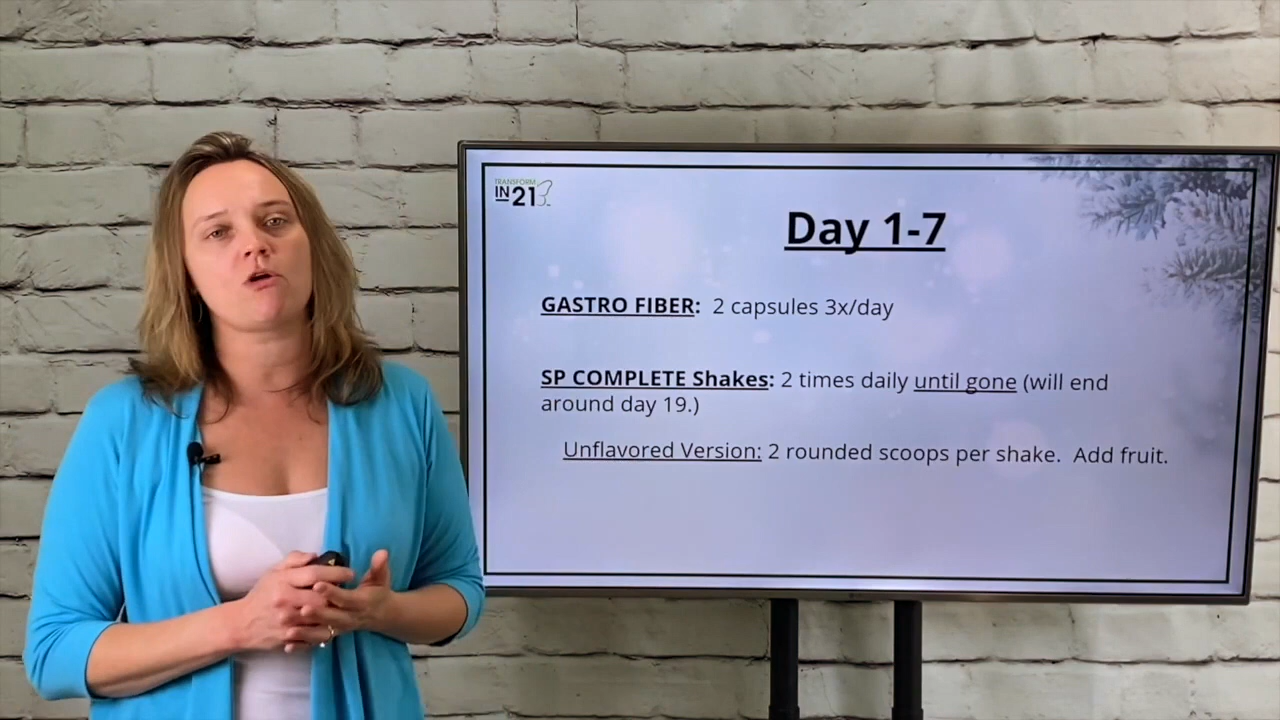 TRANSFORM
IN 21
Day 1-7
GASTRO FIBER: 2 capsules 3x/day
SP COMPLETE Shakes: 2 times daily until gone (will end
around day 19.)
Unflavored Version: 2 rounded scoops per shake. Add fruit.